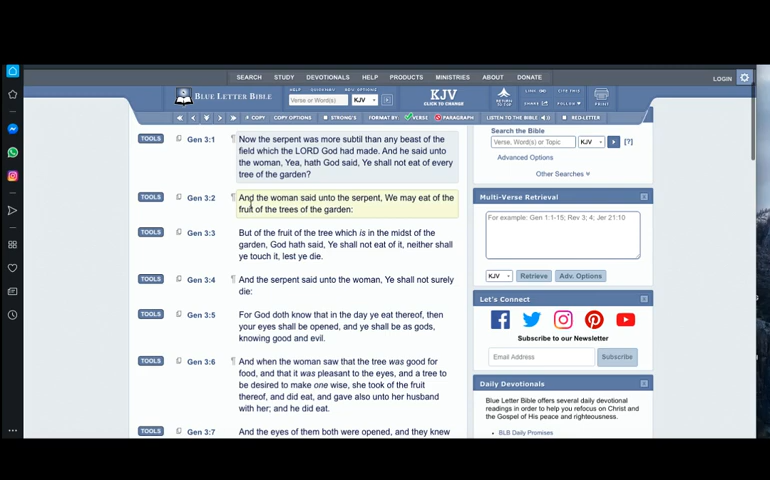 SEARCH STUDY DEVOTIONALS HELP PRODUCTS MINISTRIES ABOUT DONATE
LOGIN
BLUE LETTER BIBLE
HELP QUICKNAV ADV. OPTIONS
Verse or Word(s) KJV
KJV
CLICK TO CHANGE
RETURN TO TOP
LINK
SHARE
CITE THIS
FOLLOW
PRINT
COPY COPY OPTIONS STRONG'S FORMAT BY: VERSE PARAGRAPH LISTEN TO THE BIBLE RED-LETTER
TOOLS Gen 3:1 ¶ Now the serpent was more subtil than any beast of the
field which the LORD God had made. And he said unto
the woman, Yea, hath God said, Ye shall not eat of every
tree of the garden?
TOOLS Gen 3:2 ¶ And the woman said unto the serpent, We may eat of the
fruit of the trees of the garden:
TOOLS Gen 3:3 But of the fruit of the tree which is in the midst of the
garden, God hath said, Ye shall not eat of it, neither shall
ye touch it, lest ye die.
TOOLS Gen 3:4 ¶ And the serpent said unto the woman, Ye shall not surely
die:
TOOLS Gen 3:5 For God doth know that in the day ye eat thereof, then
your eyes shall be opened, and ye shall be as gods,
knowing good and evil.
TOOLS Gen 3:6 ¶ And when the woman saw that the tree was good for
food, and that it was pleasant to the eyes, and a tree to
be desired to make one wise, she took of the fruit
thereof, and did eat, and gave also unto her husband
with her; and he did eat.
TOOLS Gen 3:7 ¶ And the eyes of them both were opened, and they knew
Search the Bible
Verse, Word(s) or Topic KJV [?]
Advanced Options
Other Searches
Multi-Verse Retrieval x
For example: Gen 1:1-15; Rev 3; 4; Jer 21:10
KJV Retrieve Adv. Options
Let's Connect x
Subscribe to our Newsletter
Email Address Subscribe
Daily Devotionals x
Blue Letter Bible offers several daily devotional
readings in order to help you refocus on Christ and
the Gospel of His peace and righteousness.
• BLB Daily Promises